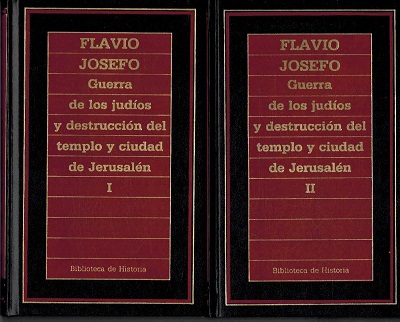 FLAVIO
JOSEFO
Guerra
de los judíos
y destrucción del
templo y ciudad
de Jerusalén
I
Biblioteca de Historia
FLAVIO
JOSEFO
Guerra
de los judíos
y destrucción del
templo y ciudad
de Jerusalén
II
Biblioteca de Historia